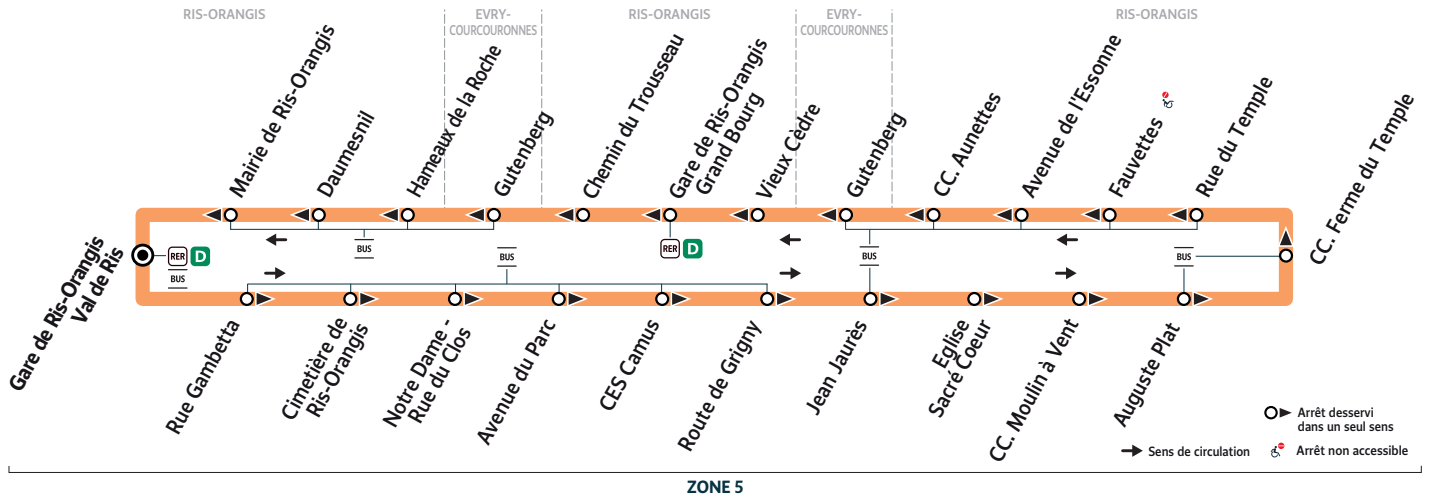 RIS-ORANGIS
EVRY-
COURCOURONNES
RIS-ORANGIS
EVRY-
COURCOURONNES
RIS-ORANGIS
Mairie de Ris-Orangis
Daumesnil
Hameaux de la Roche
Gutenberg
Chemin du Trousseau
Gare de Ris-Orangis
Grand Bourg
Vieux Cèdre
Gutenberg
CC. Aunettes
Avenue de l'Essonne
Fauvettes
Rue du Temple
CC. Ferme du Temple
Gare de Ris-Orangis
Val de Ris
RER D
BUS
BUS
BUS
RER D
BUS
BUS
Rue Gambetta
Cimetière de
Ris-Orangis
Notre Dame -
Rue du Clos
Avenue du Parc
CES Camus
Route de Grigny
Jean Jaurès
Eglise
Sacré Coeur
CC. Moulin à Vent
Auguste Plat
Arrêt desservi
dans un seul sens
Sens de circulation
Arrêt non accessible
ZONE 5